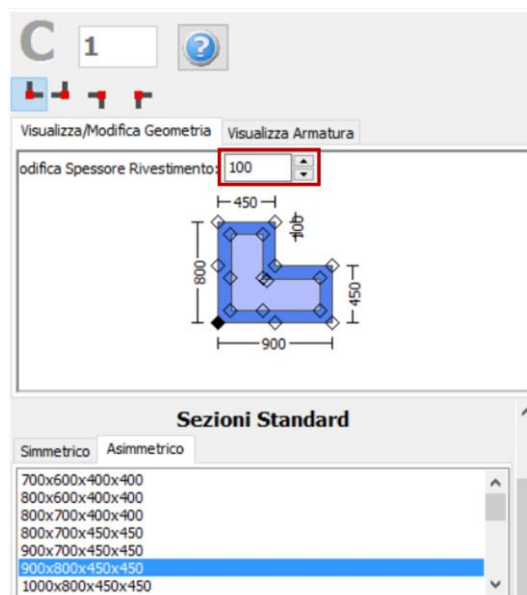 C 1 ?
Visualizza/Modifica Geometria Visualizza Armatura
odifica Spessore Rivestimento: 100
450
100
800
450
900
Sezioni Standard
Simmetrico Asimmetrico
700x600x400x400
800x600x400x400
800x700x400x400
800x700x450x450
900x700x450x450
900x800x450x450
1000x800x450x450